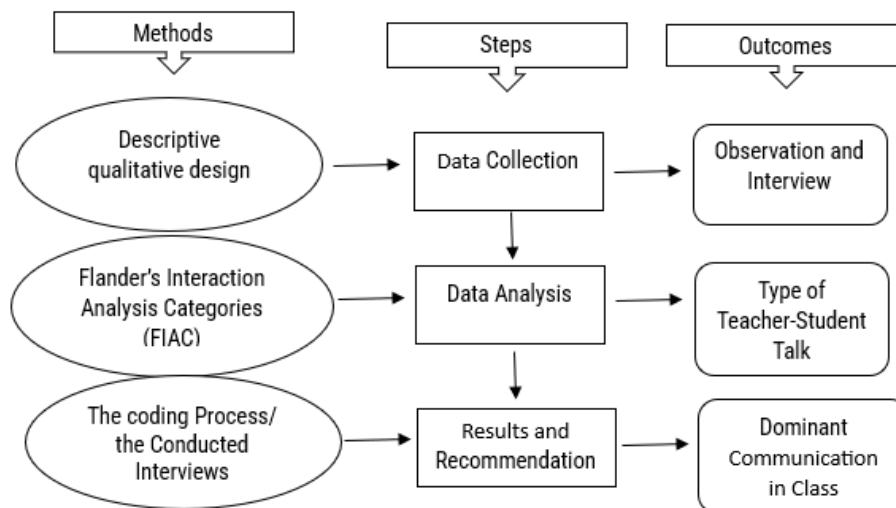 Methods
Steps
Outcomes
Descriptive
qualitative design
Data Collection
Observation and
Interview
Flander's Interaction
Analysis Categories
(FIAC)
Data Analysis
Type of
Teacher-Student
Talk
The coding Process/
the Conducted
Interviews
Results and
Recommendation
Dominant
Communication
in Class